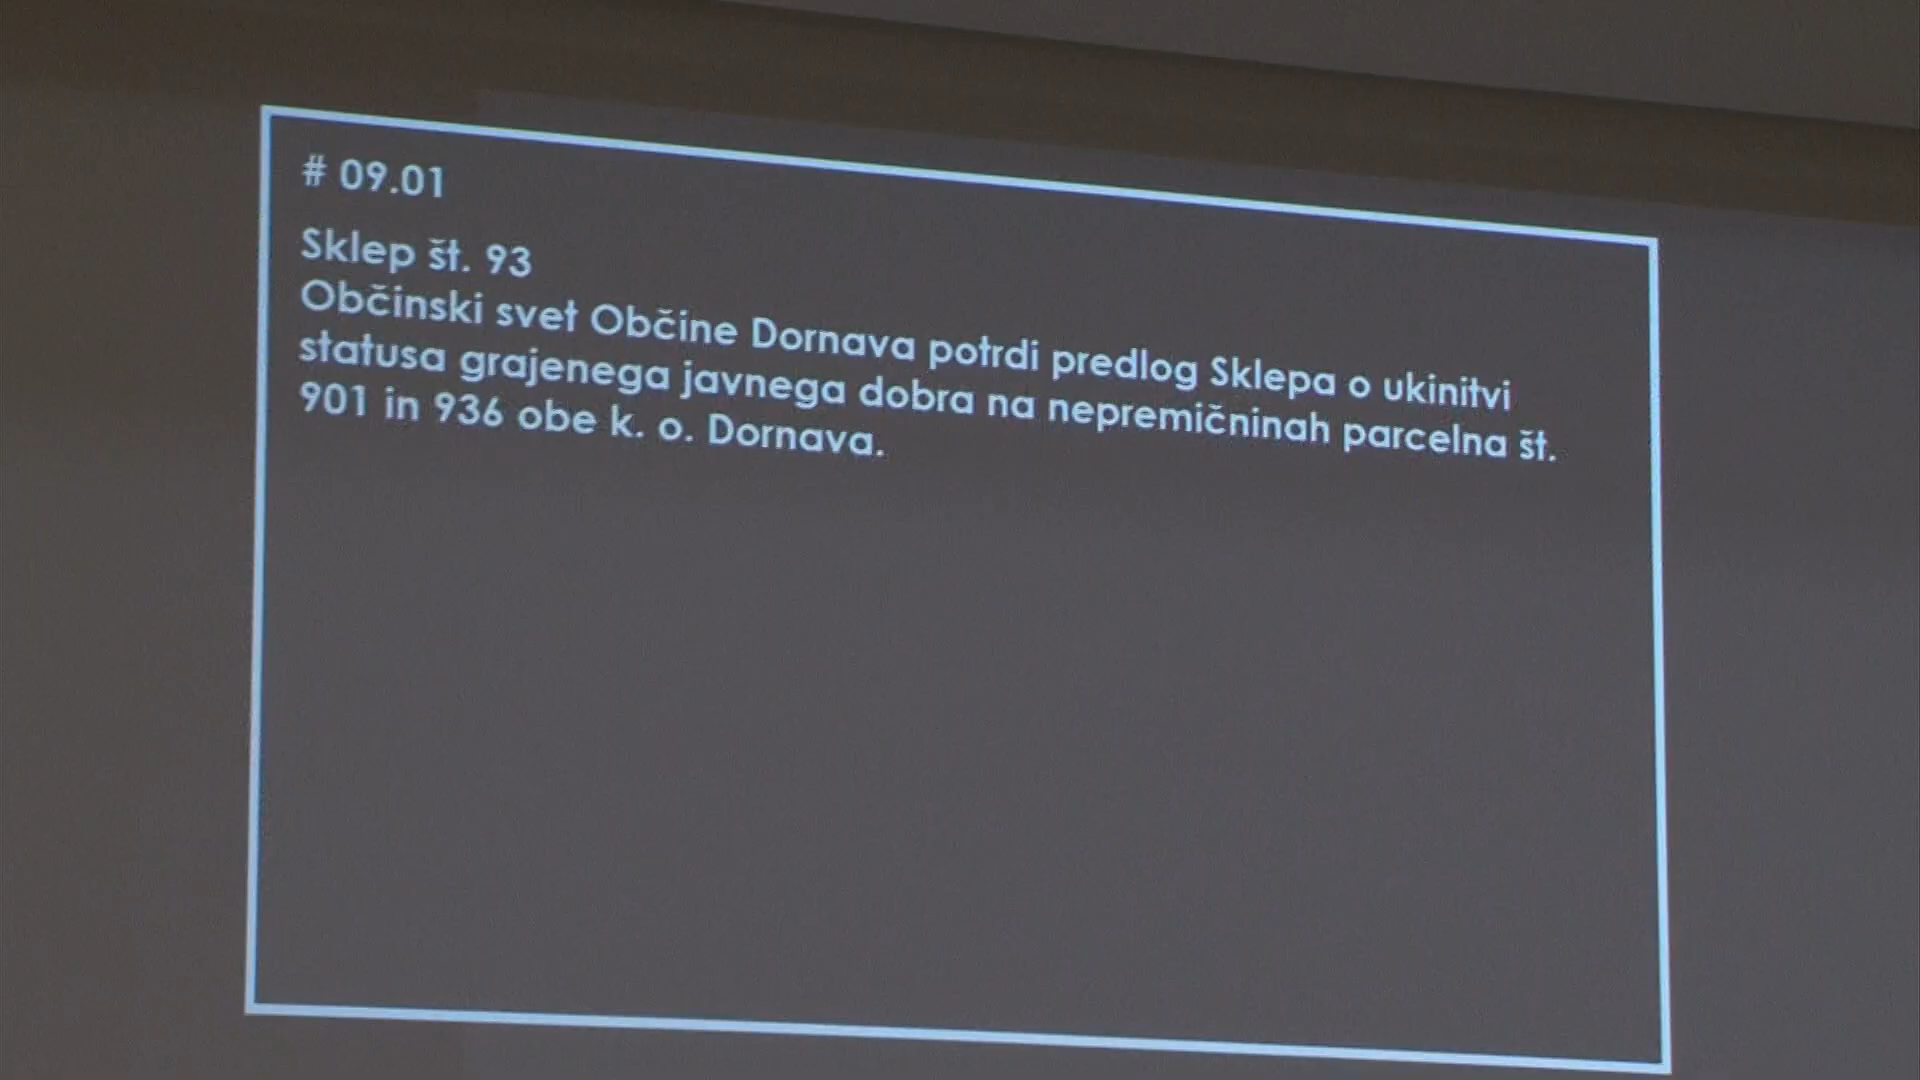 # 09.01
Sklep št. 93
Občinski svet Občine Dornava potrdi predlog Sklepa o ukinitvi
statusa grajenega javnega dobra na nepremičninah parcelna št.
901 in 936 obe k. o. Dornava.